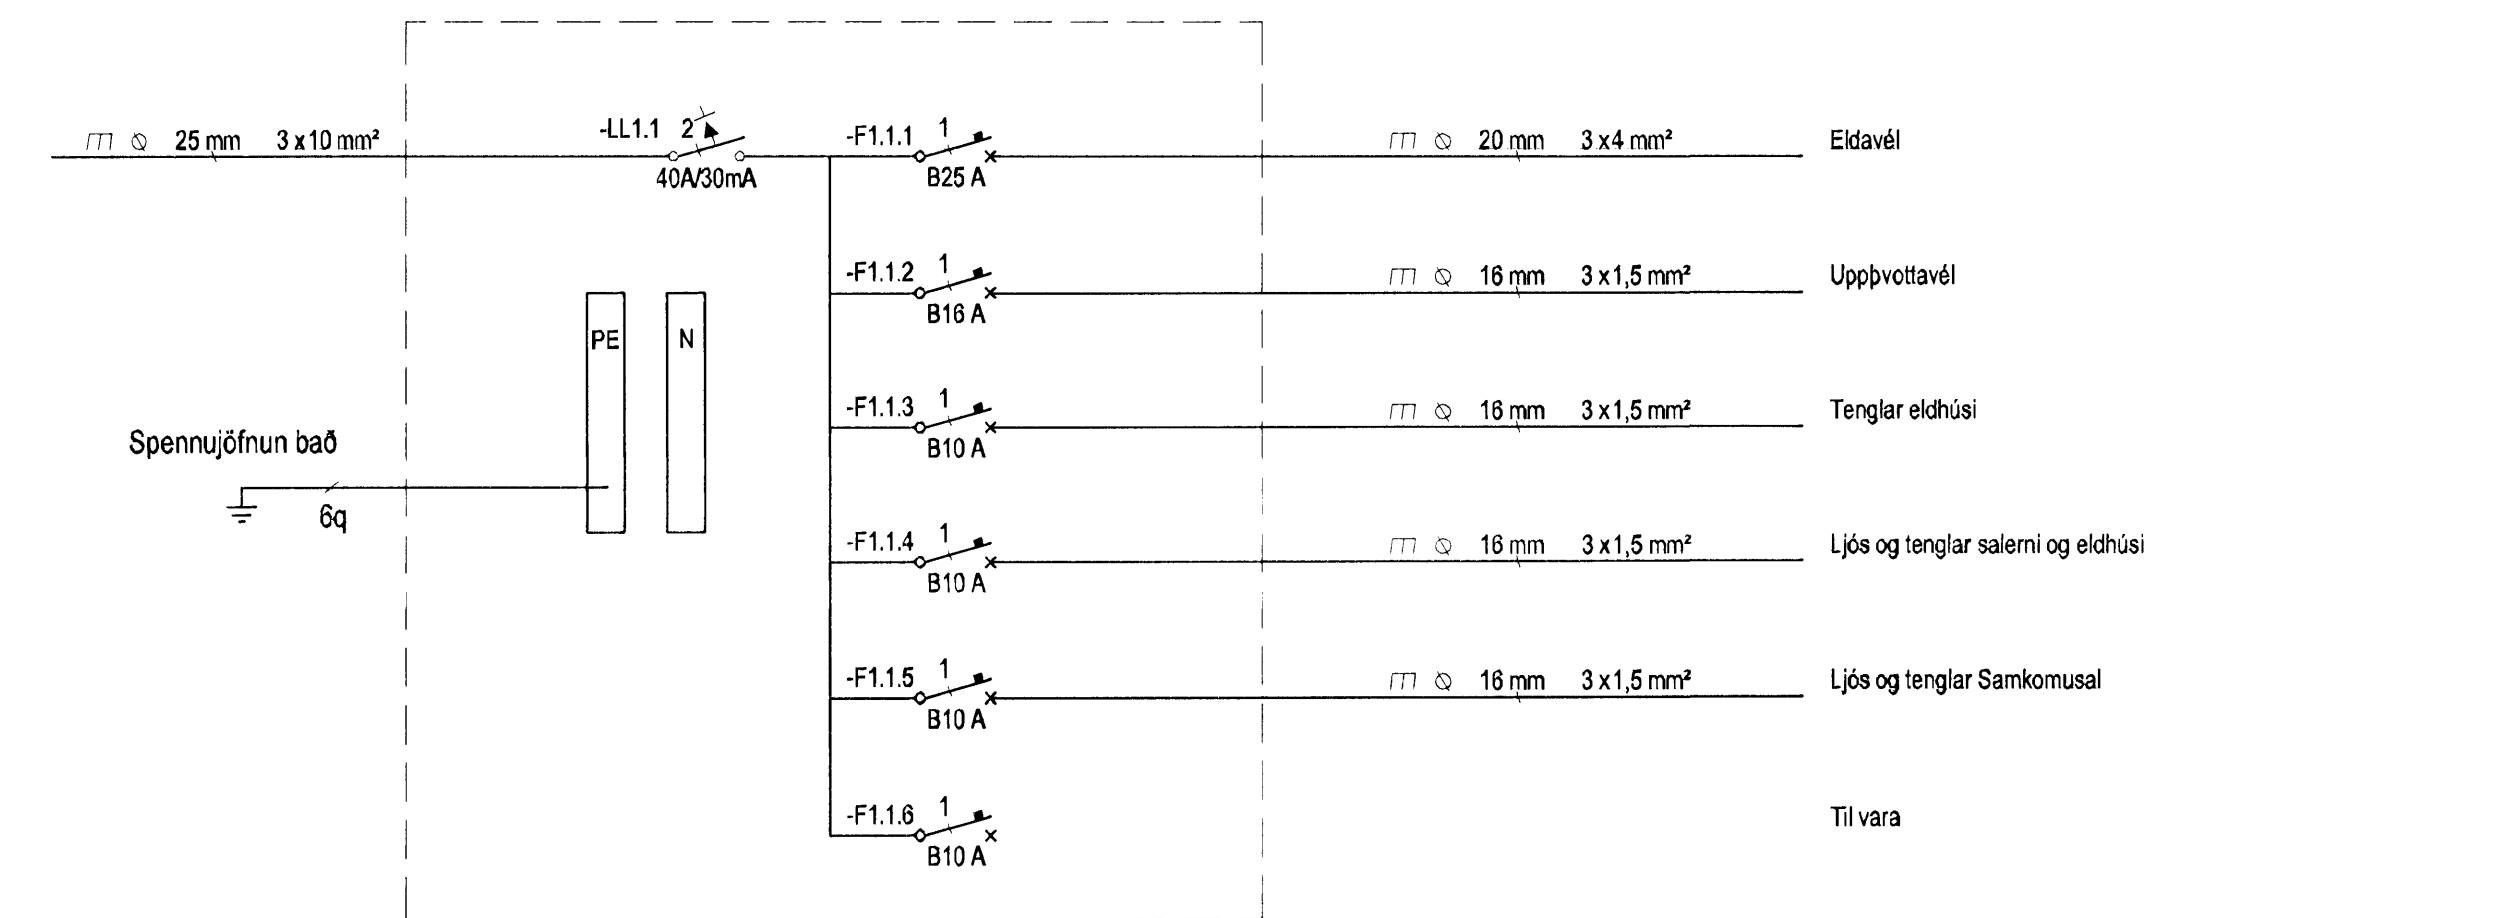 25 mm 3 x 10 mm²
-LL1.1 2
40A/30mA
-F1.1.1 1
B25 A
20 mm 3 x 4 mm²
Eldavél
-F1.1.2 1
B16 A
16 mm 3 x 1,5 mm²
Uppþvottavél
PE
N
-F1.1.3 1
B10 A
16 mm 3 x 1,5 mm²
Tenglar eldhúsi
Spennujöfnun bað
6q
-F1.1.4 1
B10 A
16 mm 3 x 1,5 mm²
Ljós og tenglar salerni og eldhúsi
-F1.1.5 1
B10 A
16 mm 3 x 1,5 mm²
Ljós og tenglar Samkomusal
-F1.1.6 1
B10 A
Til vara